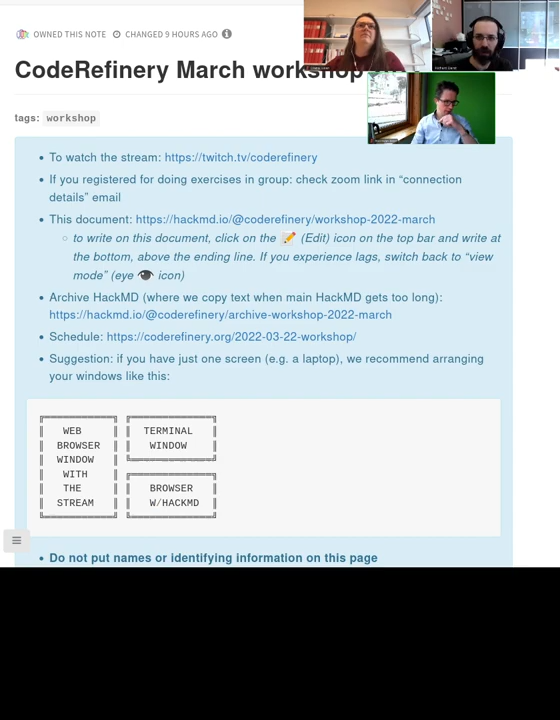 OWNED THIS NOTE CHANGED 9 HOURS AGO
CodeRefinery March workshop
tags: workshop
To watch the stream: https://twitch.tv/coderefinery
If you registered for doing exercises in group: check zoom link in “connection
details” email
This document: https://hackmd.io/@coderefinery/workshop-2022-march
to write on this document, click on the 📝 (Edit) icon on the top bar and write at
the bottom, above the ending line. If you experience lags, switch back to “view
mode” (eye 👁 icon)
Archive HackMD (where we copy text when main HackMD gets too long):
https://hackmd.io/@coderefinery/archive-workshop-2022-march
Schedule: https://coderefinery.org/2022-03-22-workshop/
Suggestion: if you have just one screen (e.g. a laptop), we recommend arranging
your windows like this:
WEB TERMINAL
BROWSER WINDOW
WINDOW
WITH
THE BROWSER
STREAM W/HACKMD
Do not put names or identifying information on this page